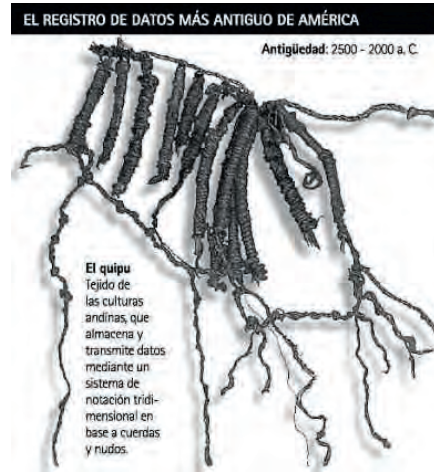 EL REGISTRO DE DATOS MÁS ANTIGUO DE AMÉRICA
Antigüedad: 2500 - 2000 a. C.
El quipu
Tejido de
las culturas
andinas, que
almacena y
transmite datos
mediante un
sistema de
notación tridi-
mensional en
base a cuerdas
y nudos.